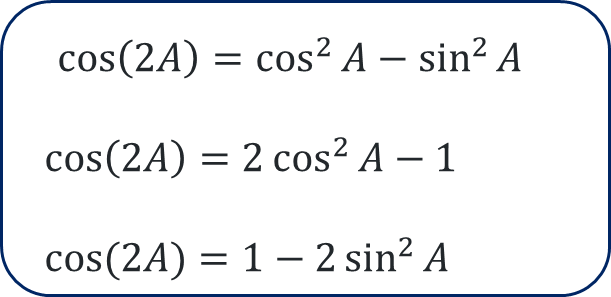 cos(2A) = cos² A − sin² A
cos(2A) = 2 cos² A − 1
cos(2A) = 1 − 2 sin² A